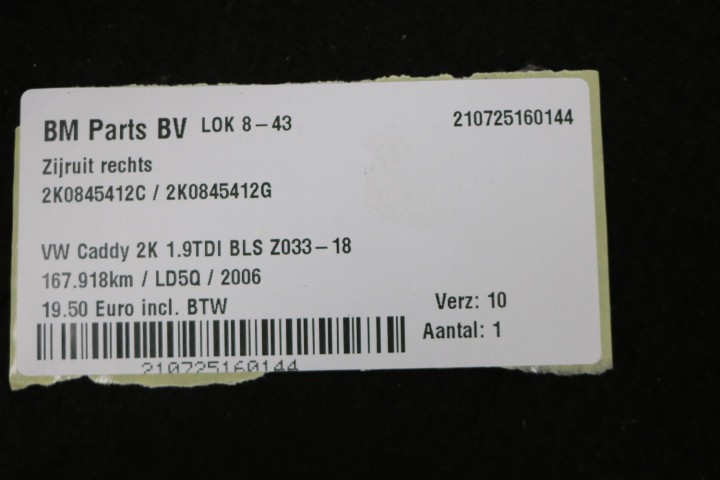 BM Parts BV LOK 8-43 210725160144
Zijruit rechts
2K0845412C / 2K0845412G
VW Caddy 2K 1.9TDI BLS Z033-18
167.918km / LD5Q / 2006
19.50 Euro incl. BTW Verz: 10
Aantal: 1
210725160144